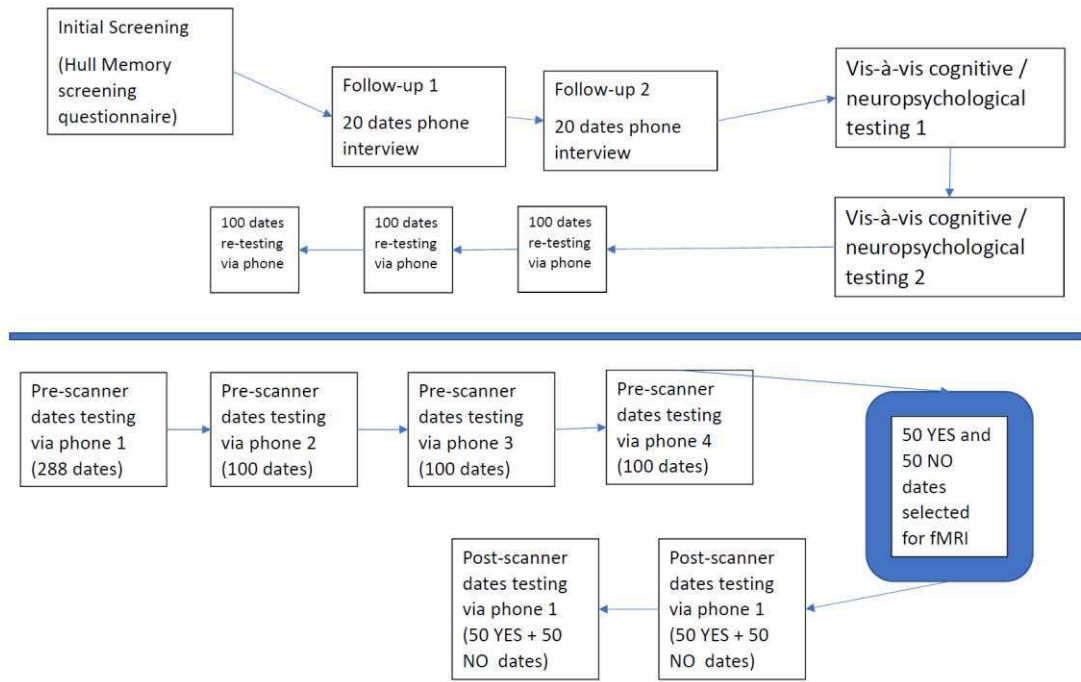 Initial Screening
(Hull Memory
screening
questionnaire)
Follow-up 1
20 dates phone
interview
Follow-up 2
20 dates phone
interview
Vis-à-vis cognitive /
neuropsychological
testing 1
100 dates
re-testing
via phone
100 dates
re-testing
via phone
100 dates
re-testing
via phone
Vis-à-vis cognitive /
neuropsychological
testing 2
Pre-scanner
dates testing
via phone 1
(288 dates)
Pre-scanner
dates testing
via phone 2
(100 dates)
Pre-scanner
dates testing
via phone 3
(100 dates)
Pre-scanner
dates testing
via phone 4
(100 dates)
50 YES and
50 NO
dates
selected
for fMRI
Post-scanner
dates testing
via phone 1
(50 YES + 50
NO dates)
Post-scanner
dates testing
via phone 1
(50 YES + 50
NO dates)